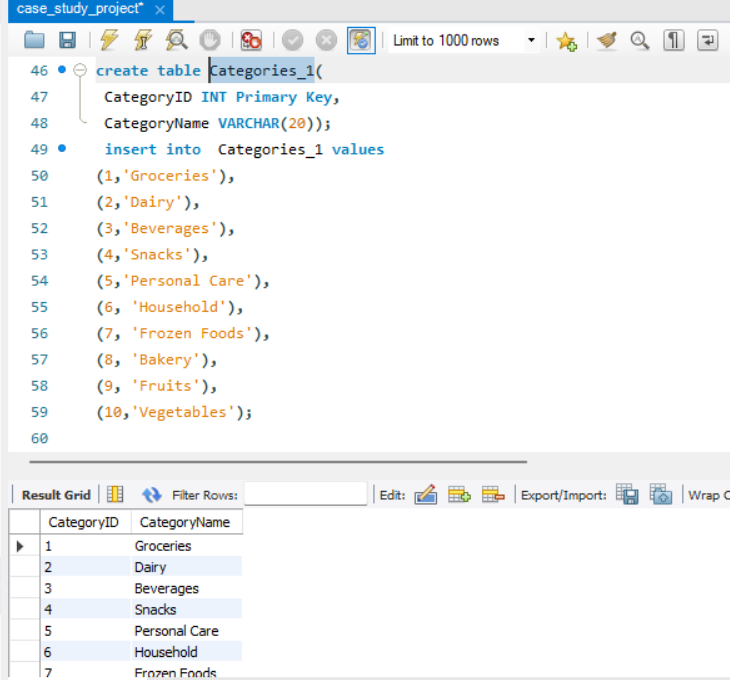 case_study_project*
Limit to 1000 rows
46 create table Categories_1(
47 CategoryID INT Primary Key,
48 CategoryName VARCHAR(20));
49 insert into  Categories_1 values
50 (1,'Groceries'),
51 (2,'Dairy'),
52 (3,'Beverages'),
53 (4,'Snacks'),
54 (5,'Personal Care'),
55 (6, 'Household'),
56 (7, 'Frozen Foods'),
57 (8, 'Bakery'),
58 (9, 'Fruits'),
59 (10,'Vegetables');
60
Result Grid Filter Rows: Edit: Export/Import: Wrap C
CategoryID CategoryName
1 Groceries
2 Dairy
3 Beverages
4 Snacks
5 Personal Care
6 Household
7 Frozen Foods